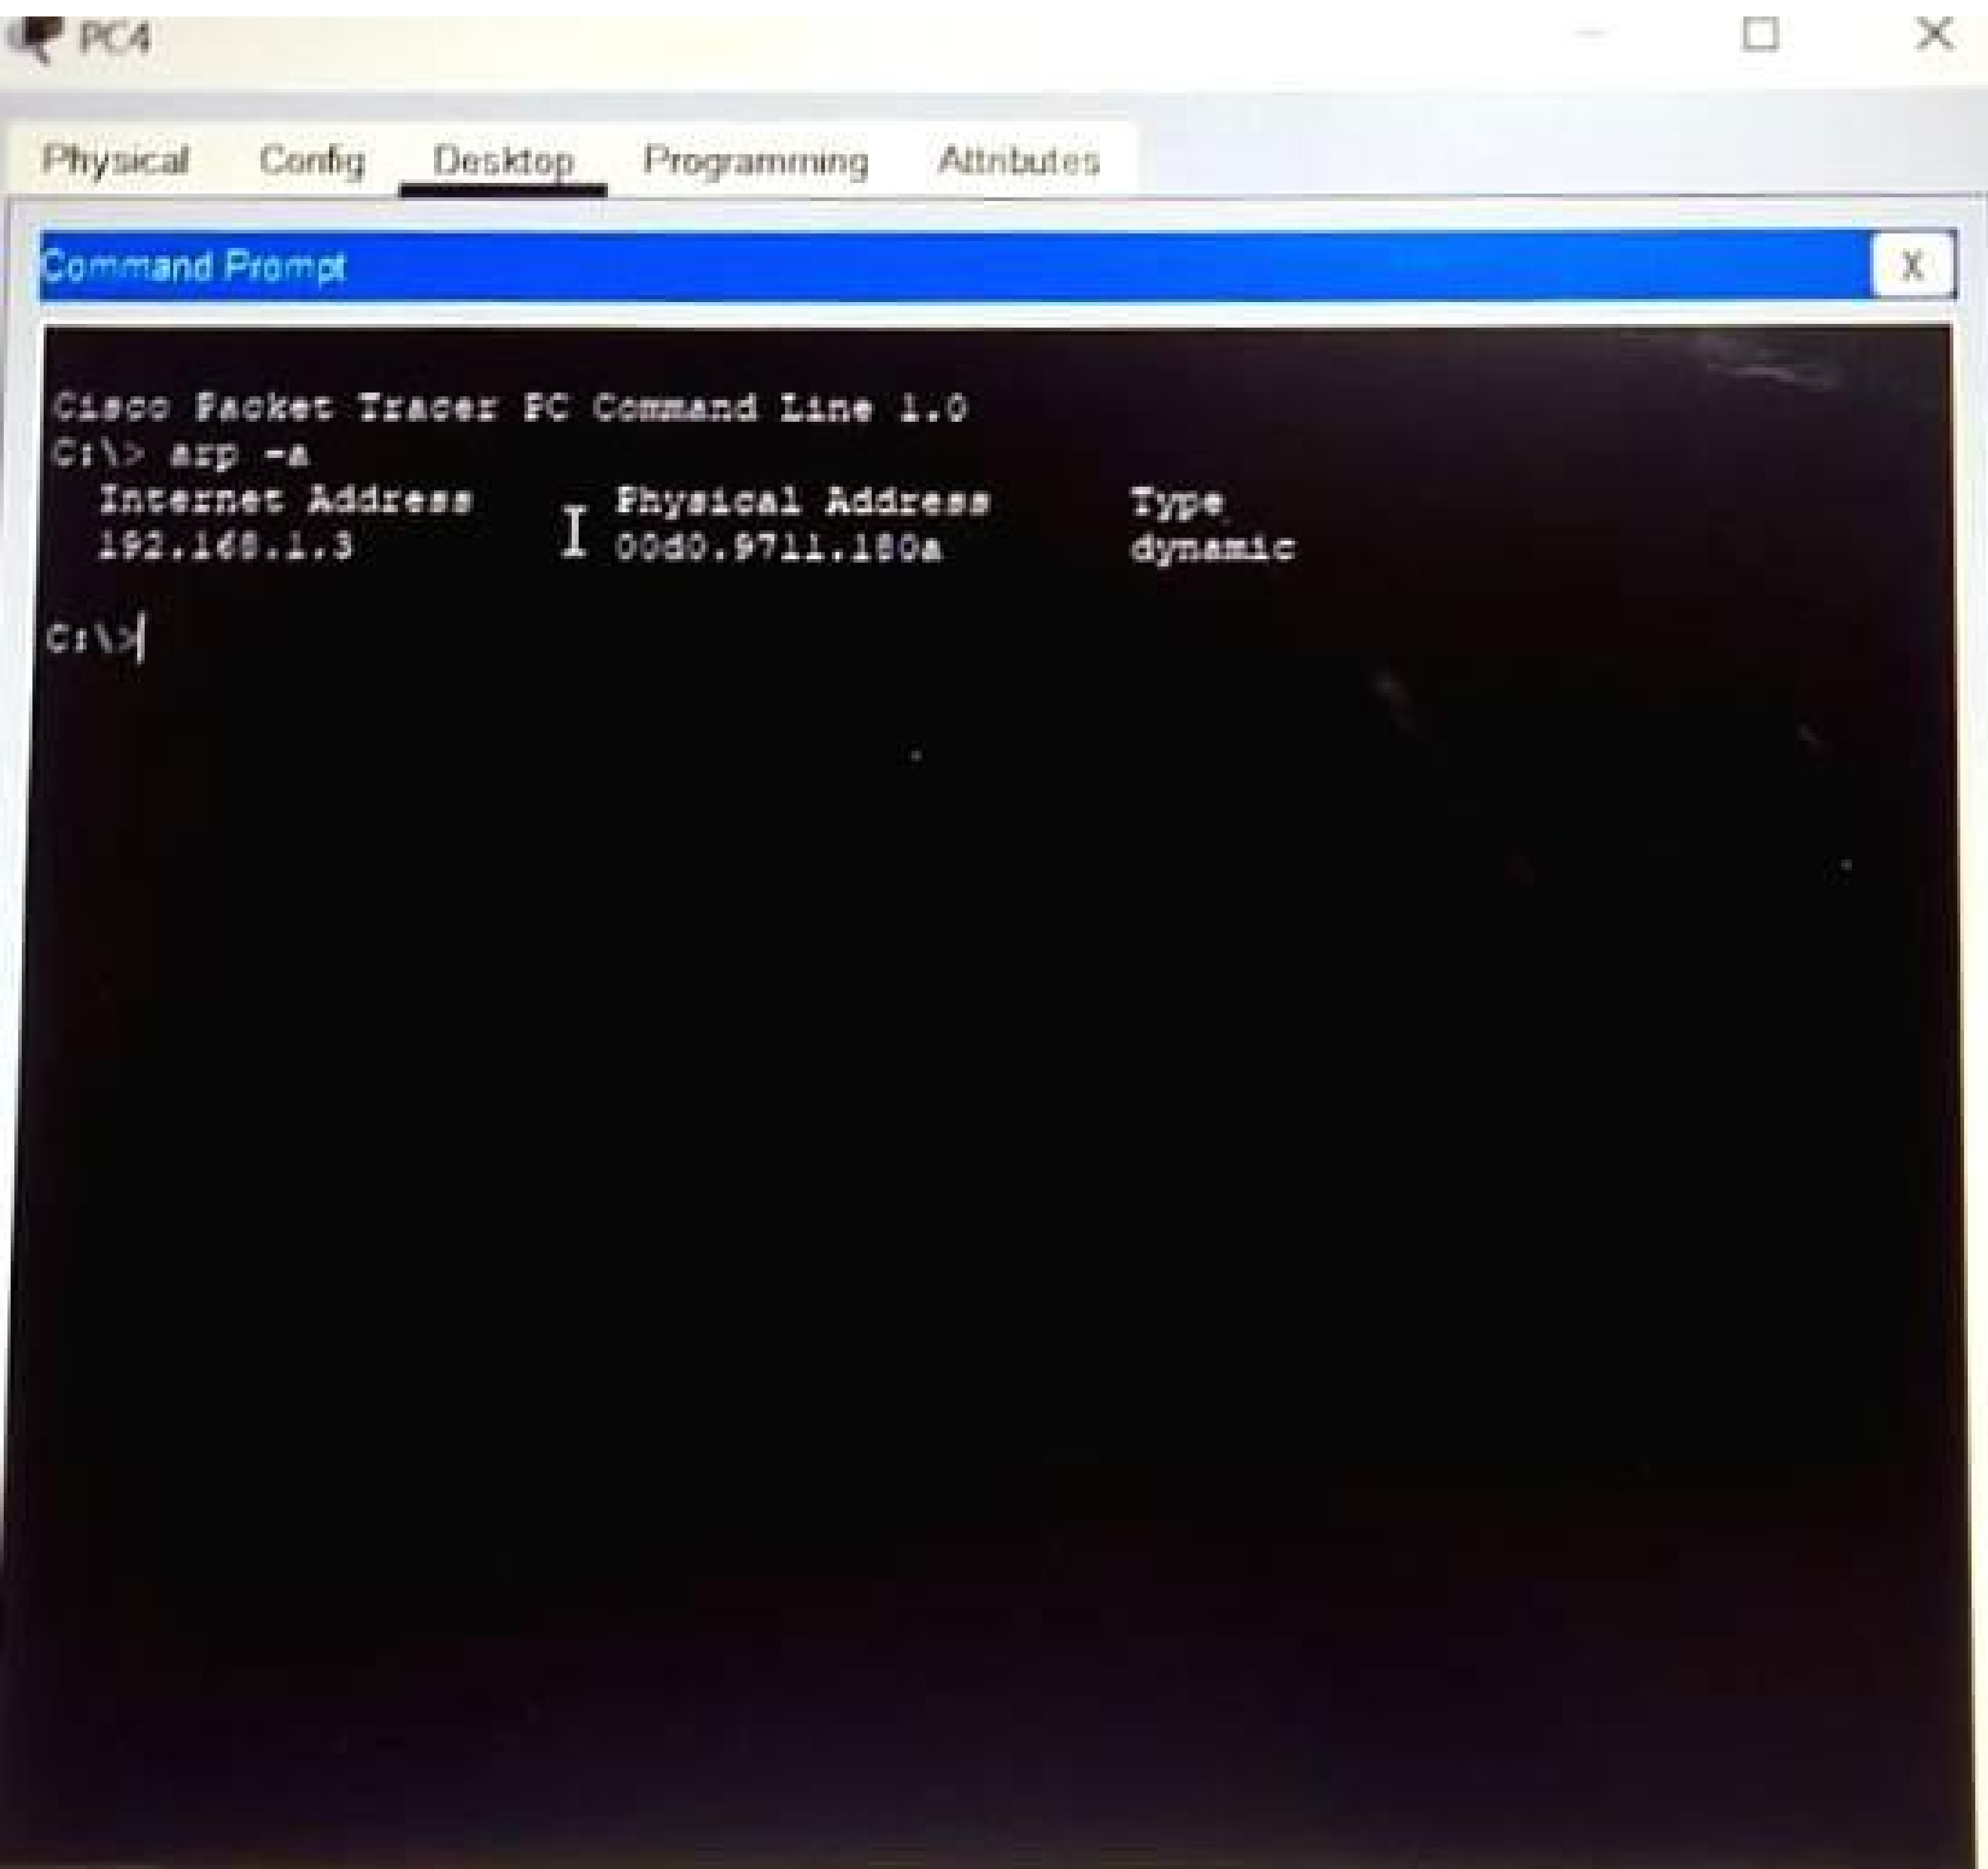 PC4
Physical Config Desktop Programming Attributes
Command Prompt X
Cisco Packet Tracer PC Command Line 1.0
C:\> arp -a
Internet Address Physical Address Type
192.168.1.3 00d0.9711.180a dynamic
C:\>